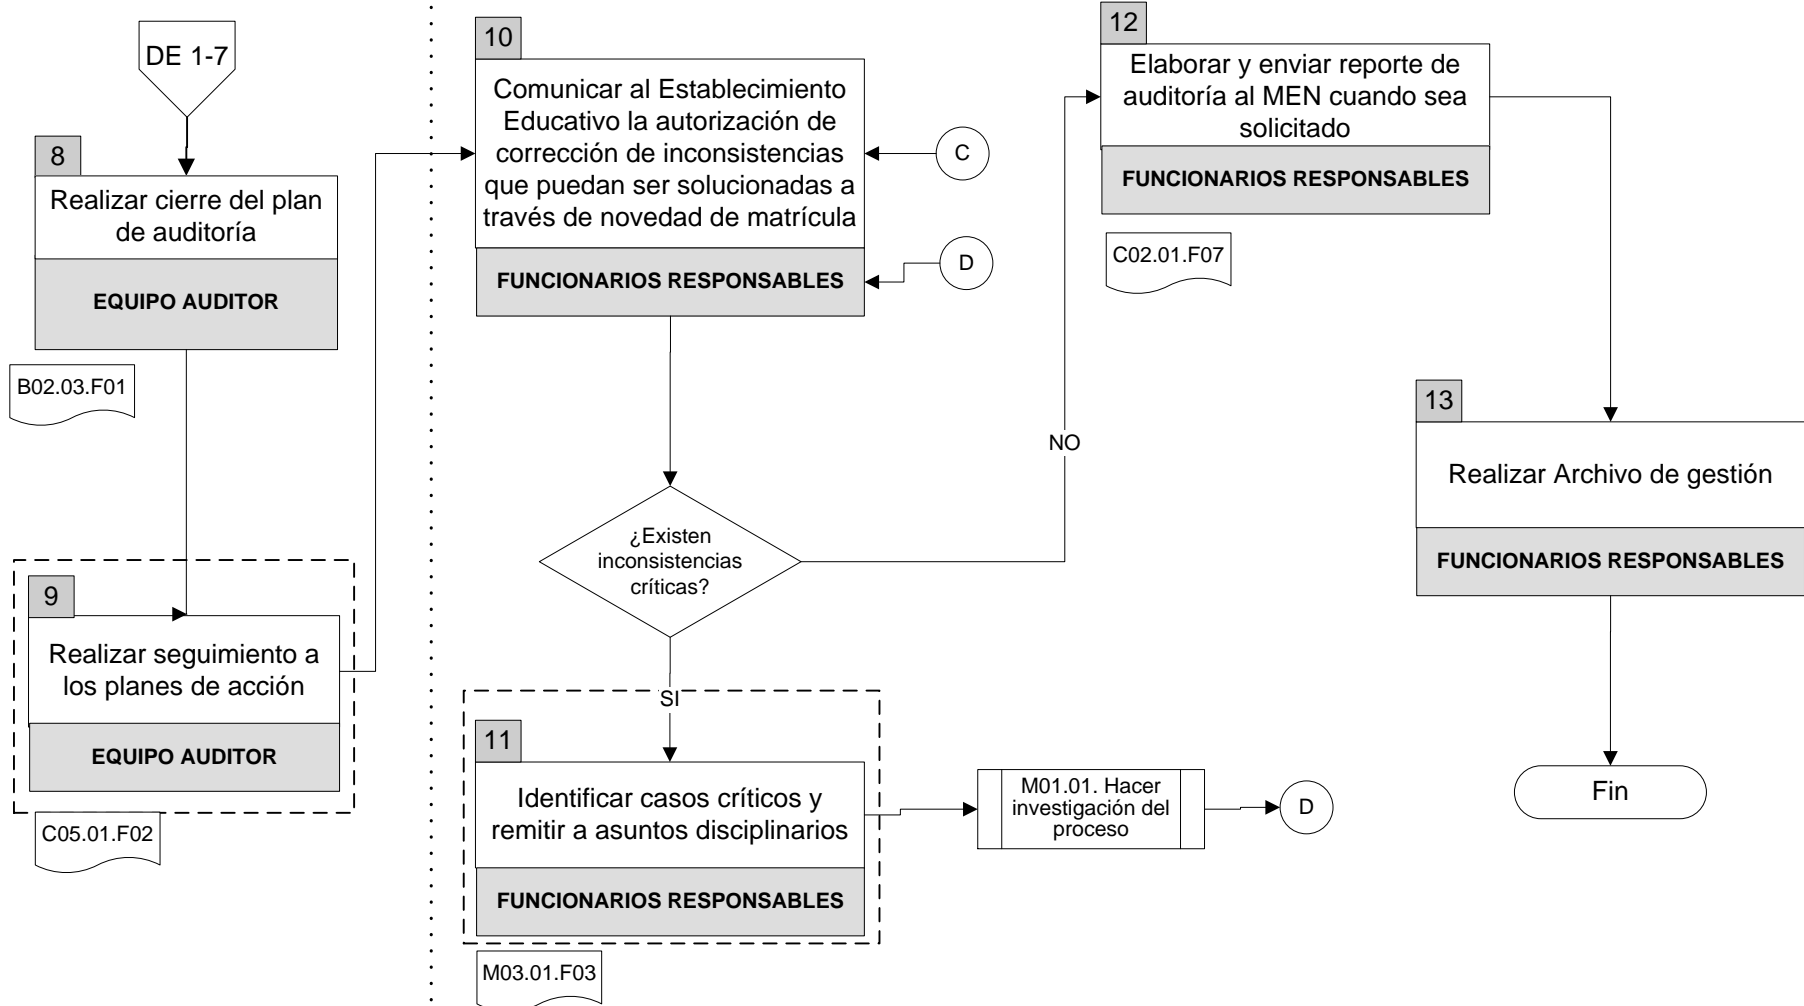 DE 1-7
8
Realizar cierre del plan
de auditoría
EQUIPO AUDITOR
B02.03.F01
9
Realizar seguimiento a
los planes de acción
EQUIPO AUDITOR
C05.01.F02
10
Comunicar al Establecimiento
Educativo la autorización de
corrección de inconsistencias
que puedan ser solucionadas a
través de novedad de matrícula
FUNCIONARIOS RESPONSABLES
C
D
¿Existen
inconsistencias
críticas?
NO
SI
11
Identificar casos críticos y
remitir a asuntos disciplinarios
FUNCIONARIOS RESPONSABLES
M03.01.F03
M01.01. Hacer
investigación del
proceso
D
12
Elaborar y enviar reporte de
auditoría al MEN cuando sea
solicitado
FUNCIONARIOS RESPONSABLES
C02.01.F07
13
Realizar Archivo de gestión
FUNCIONARIOS RESPONSABLES
Fin